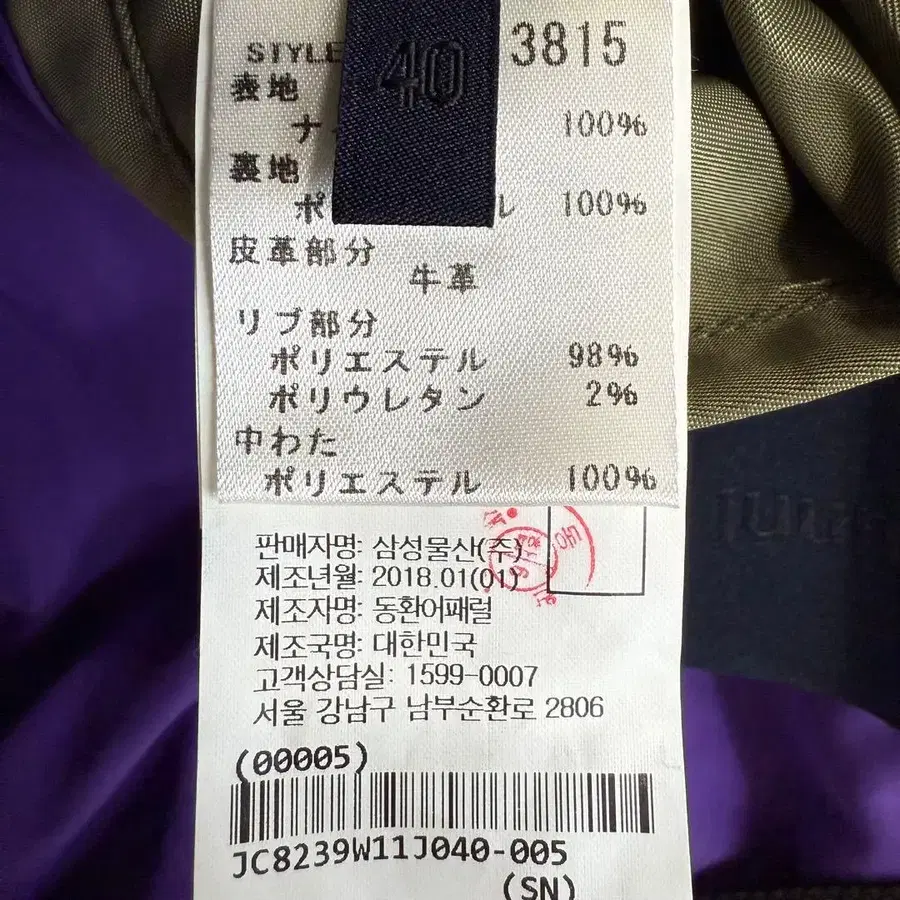 STYLE 3815
40
表地
ナ 100%
裏地
ポ ル 100%
皮革部分
牛革
リブ部分
ポリエステル 98%
ポリウレタン 2%
中わた
ポリエステル 100%
판매자명: 삼성물산(주)
제조년월: 2018.01(01)
제조자명: 동환어패럴
제조국명: 대한민국
고객상담실: 1599-0007
서울 강남구 남부순환로 2806
(00005)
JC8239W11J040-005
(SN)